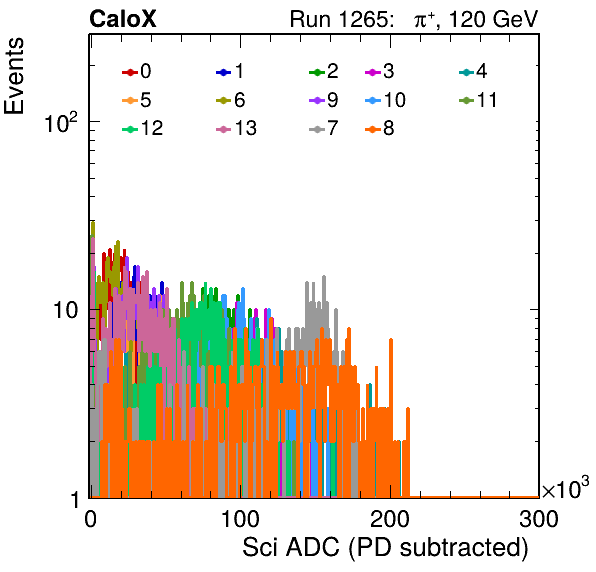 CaloX Run 1265: π⁺, 120 GeV
Events
0 1 2 3 4
5 6 9 10 11
12 13 7 8
10²
10
1
0 100 200 300
×10³
Sci ADC (PD subtracted)